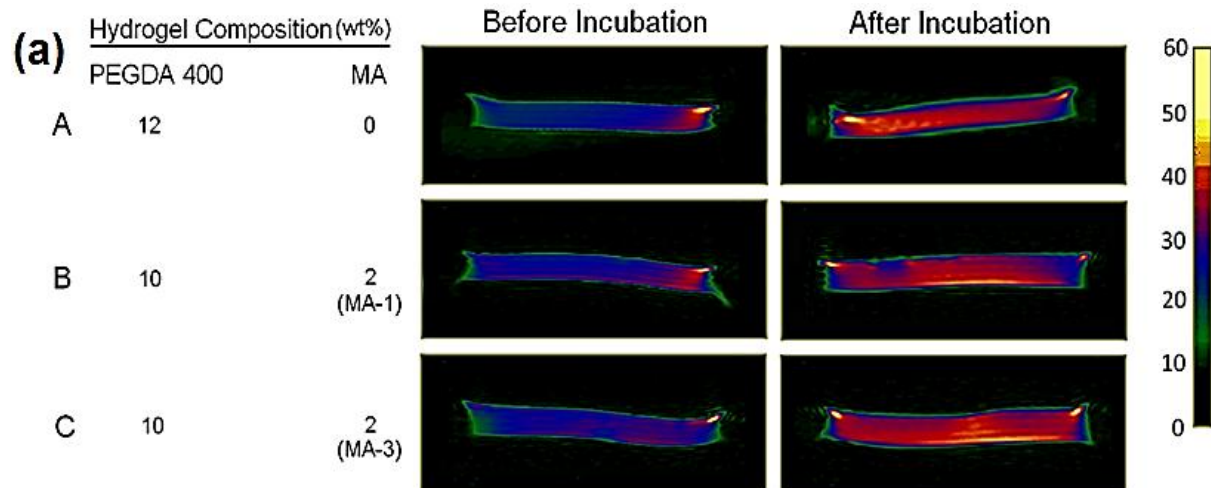 (a)
Hydrogel Composition (wt%)
PEGDA 400 MA
Before Incubation
After Incubation
A 12 0
B 10 2
(MA-1)
C 10 2
(MA-3)
60
50
40
30
20
10
0